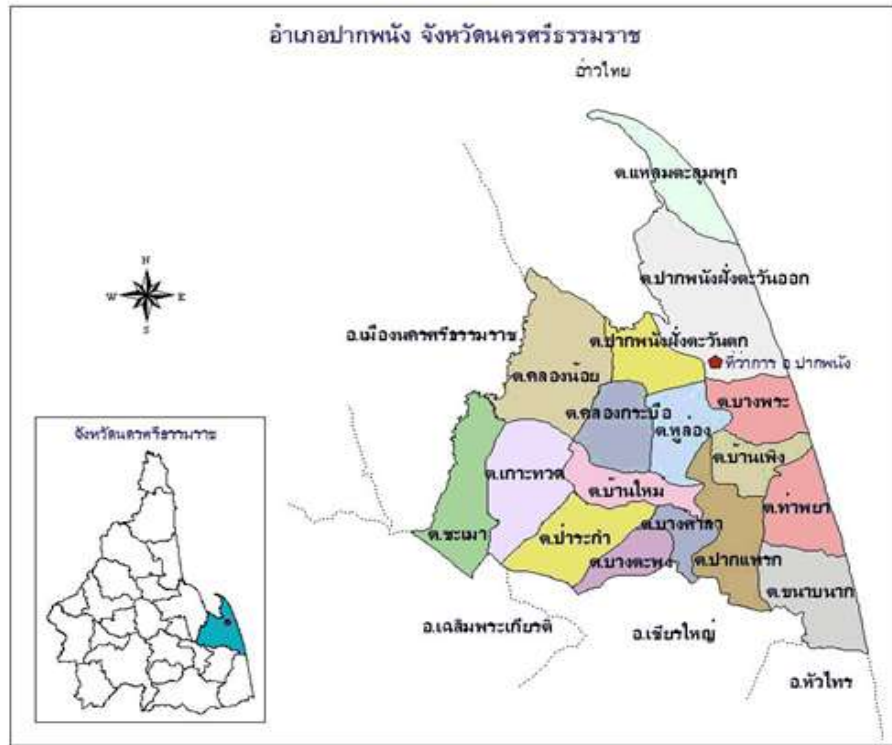 อำเภอปากพนัง จังหวัดนครศรีธรรมราช
อ่าวไทย
ต.แหลมตะลุมพุก
ต.ปากพนังฝั่งตะวันออก
N
W E
S
อ.เมืองนครศรีธรรมราช
ต.ปากพนังฝั่งตะวันตก
ที่ว่าการ อ.ปากพนัง
ต.คลองน้อย
ต.บางพระ
ต.คลองกระบือ
ต.หูล่อง
จังหวัดนครศรีธรรมราช
ต.บ้านเพิง
ต.เกาะทวด
ต.บ้านใหม่
ต.ท่าพยา
ต.ชะเมา
ต.ป่าระกำ
ต.บางศาลา
ต.บางตะพง
ต.ปากแพรก
ต.ขนาบนาก
อ.เฉลิมพระเกียรติ
อ.เชียรใหญ่
อ.หัวไทร